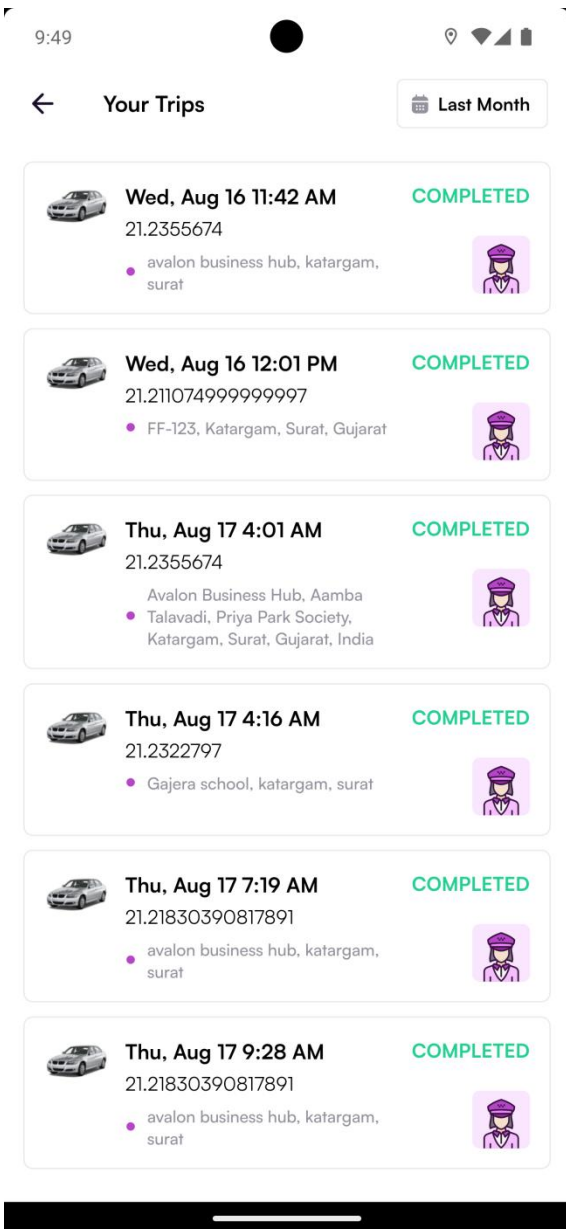 9:49
Your Trips
Last Month
Wed, Aug 16 11:42 AM
COMPLETED
21.2355674
avalon business hub, katargam,
surat
Wed, Aug 16 12:01 PM
COMPLETED
21.211074999999997
FF-123, Katargam, Surat, Gujarat
Thu, Aug 17 4:01 AM
COMPLETED
21.2355674
Avalon Business Hub, Aamba
Talavadi, Priya Park Society,
Katargam, Surat, Gujarat, India
Thu, Aug 17 4:16 AM
COMPLETED
21.2322797
Gajera school, katargam, surat
Thu, Aug 17 7:19 AM
COMPLETED
21.21830390817891
avalon business hub, katargam,
surat
Thu, Aug 17 9:28 AM
COMPLETED
21.21830390817891
avalon business hub, katargam,
surat